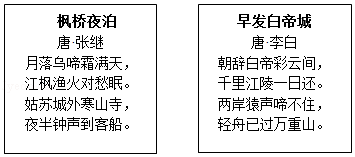 枫桥夜泊
唐·张继
月落乌啼霜满天，
江枫渔火对愁眠。
姑苏城外寒山寺，
夜半钟声到客船。
早发白帝城
唐·李白
朝辞白帝彩云间，
千里江陵一日还。
两岸猿声啼不住，
轻舟已过万重山。